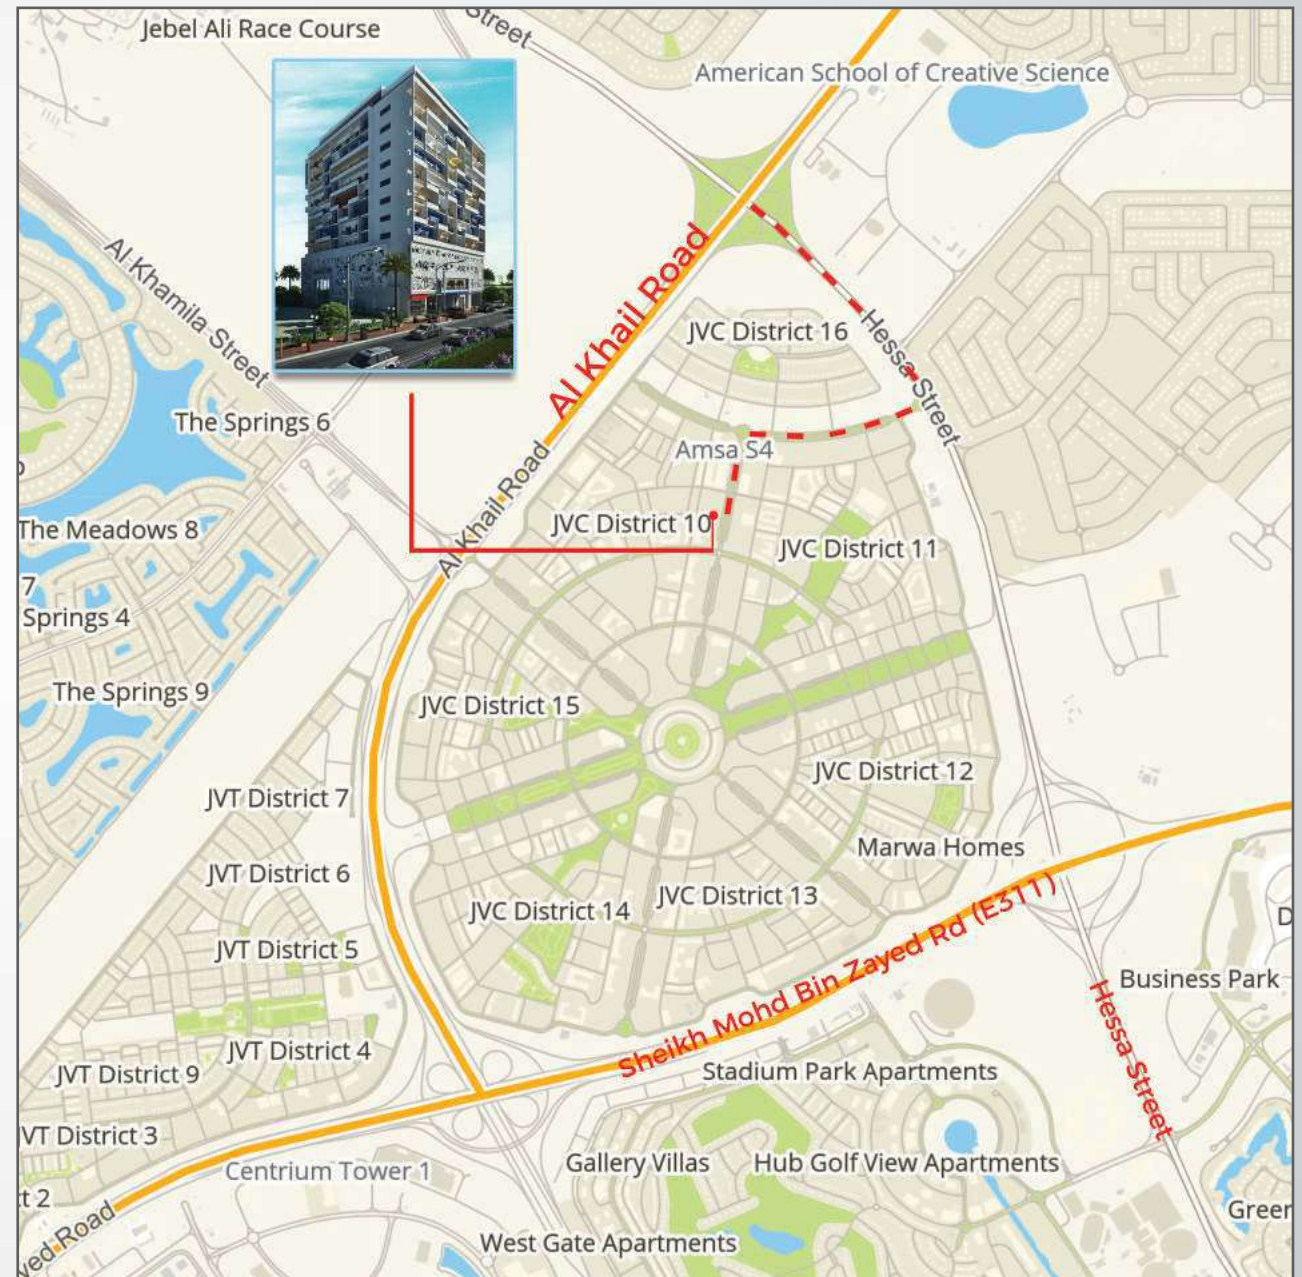 Jebel Ali Race Course
Street
American School of Creative Science
Al Khamila Street
Al Khail Road
JVC District 16
Hessa Street
The Springs 6
Amsa S4
Al Khail Road
The Meadows 8
JVC District 10
JVC District 11
7
Springs 4
The Springs 9
JVC District 15
JVC District 12
JVT District 7
Marwa Homes
JVT District 6
JVC District 13
JVC District 14
JVT District 5
Sheikh Mohd Bin Zayed Rd (E311)
Business Park
Hessa Street
JVT District 4
JVT District 9
Stadium Park Apartments
VT District 3
Centrium Tower 1
Gallery Villas
Hub Golf View Apartments
t 2
Green
yed Road
West Gate Apartments